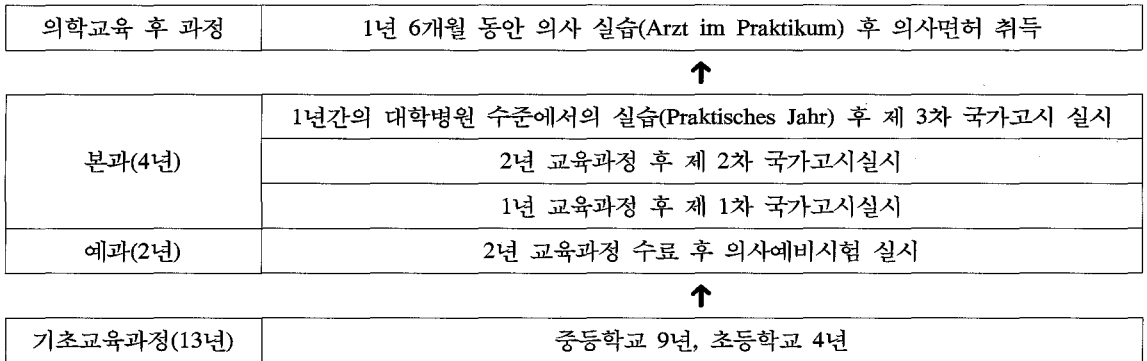 의학교육 후 과정
1년 6개월 동안 의사 실습(Arzt im Praktikum) 후 의사면허 취득
↑
본과(4년)
1년간의 대학병원 수준에서의 실습(Praktisches Jahr) 후 제 3차 국가고시 실시
2년 교육과정 후 제 2차 국가고시실시
1년 교육과정 후 제 1차 국가고시실시
예과(2년)
2년 교육과정 수료 후 의사예비시험 실시
↑
기초교육과정(13년)
중등학교 9년, 초등학교 4년